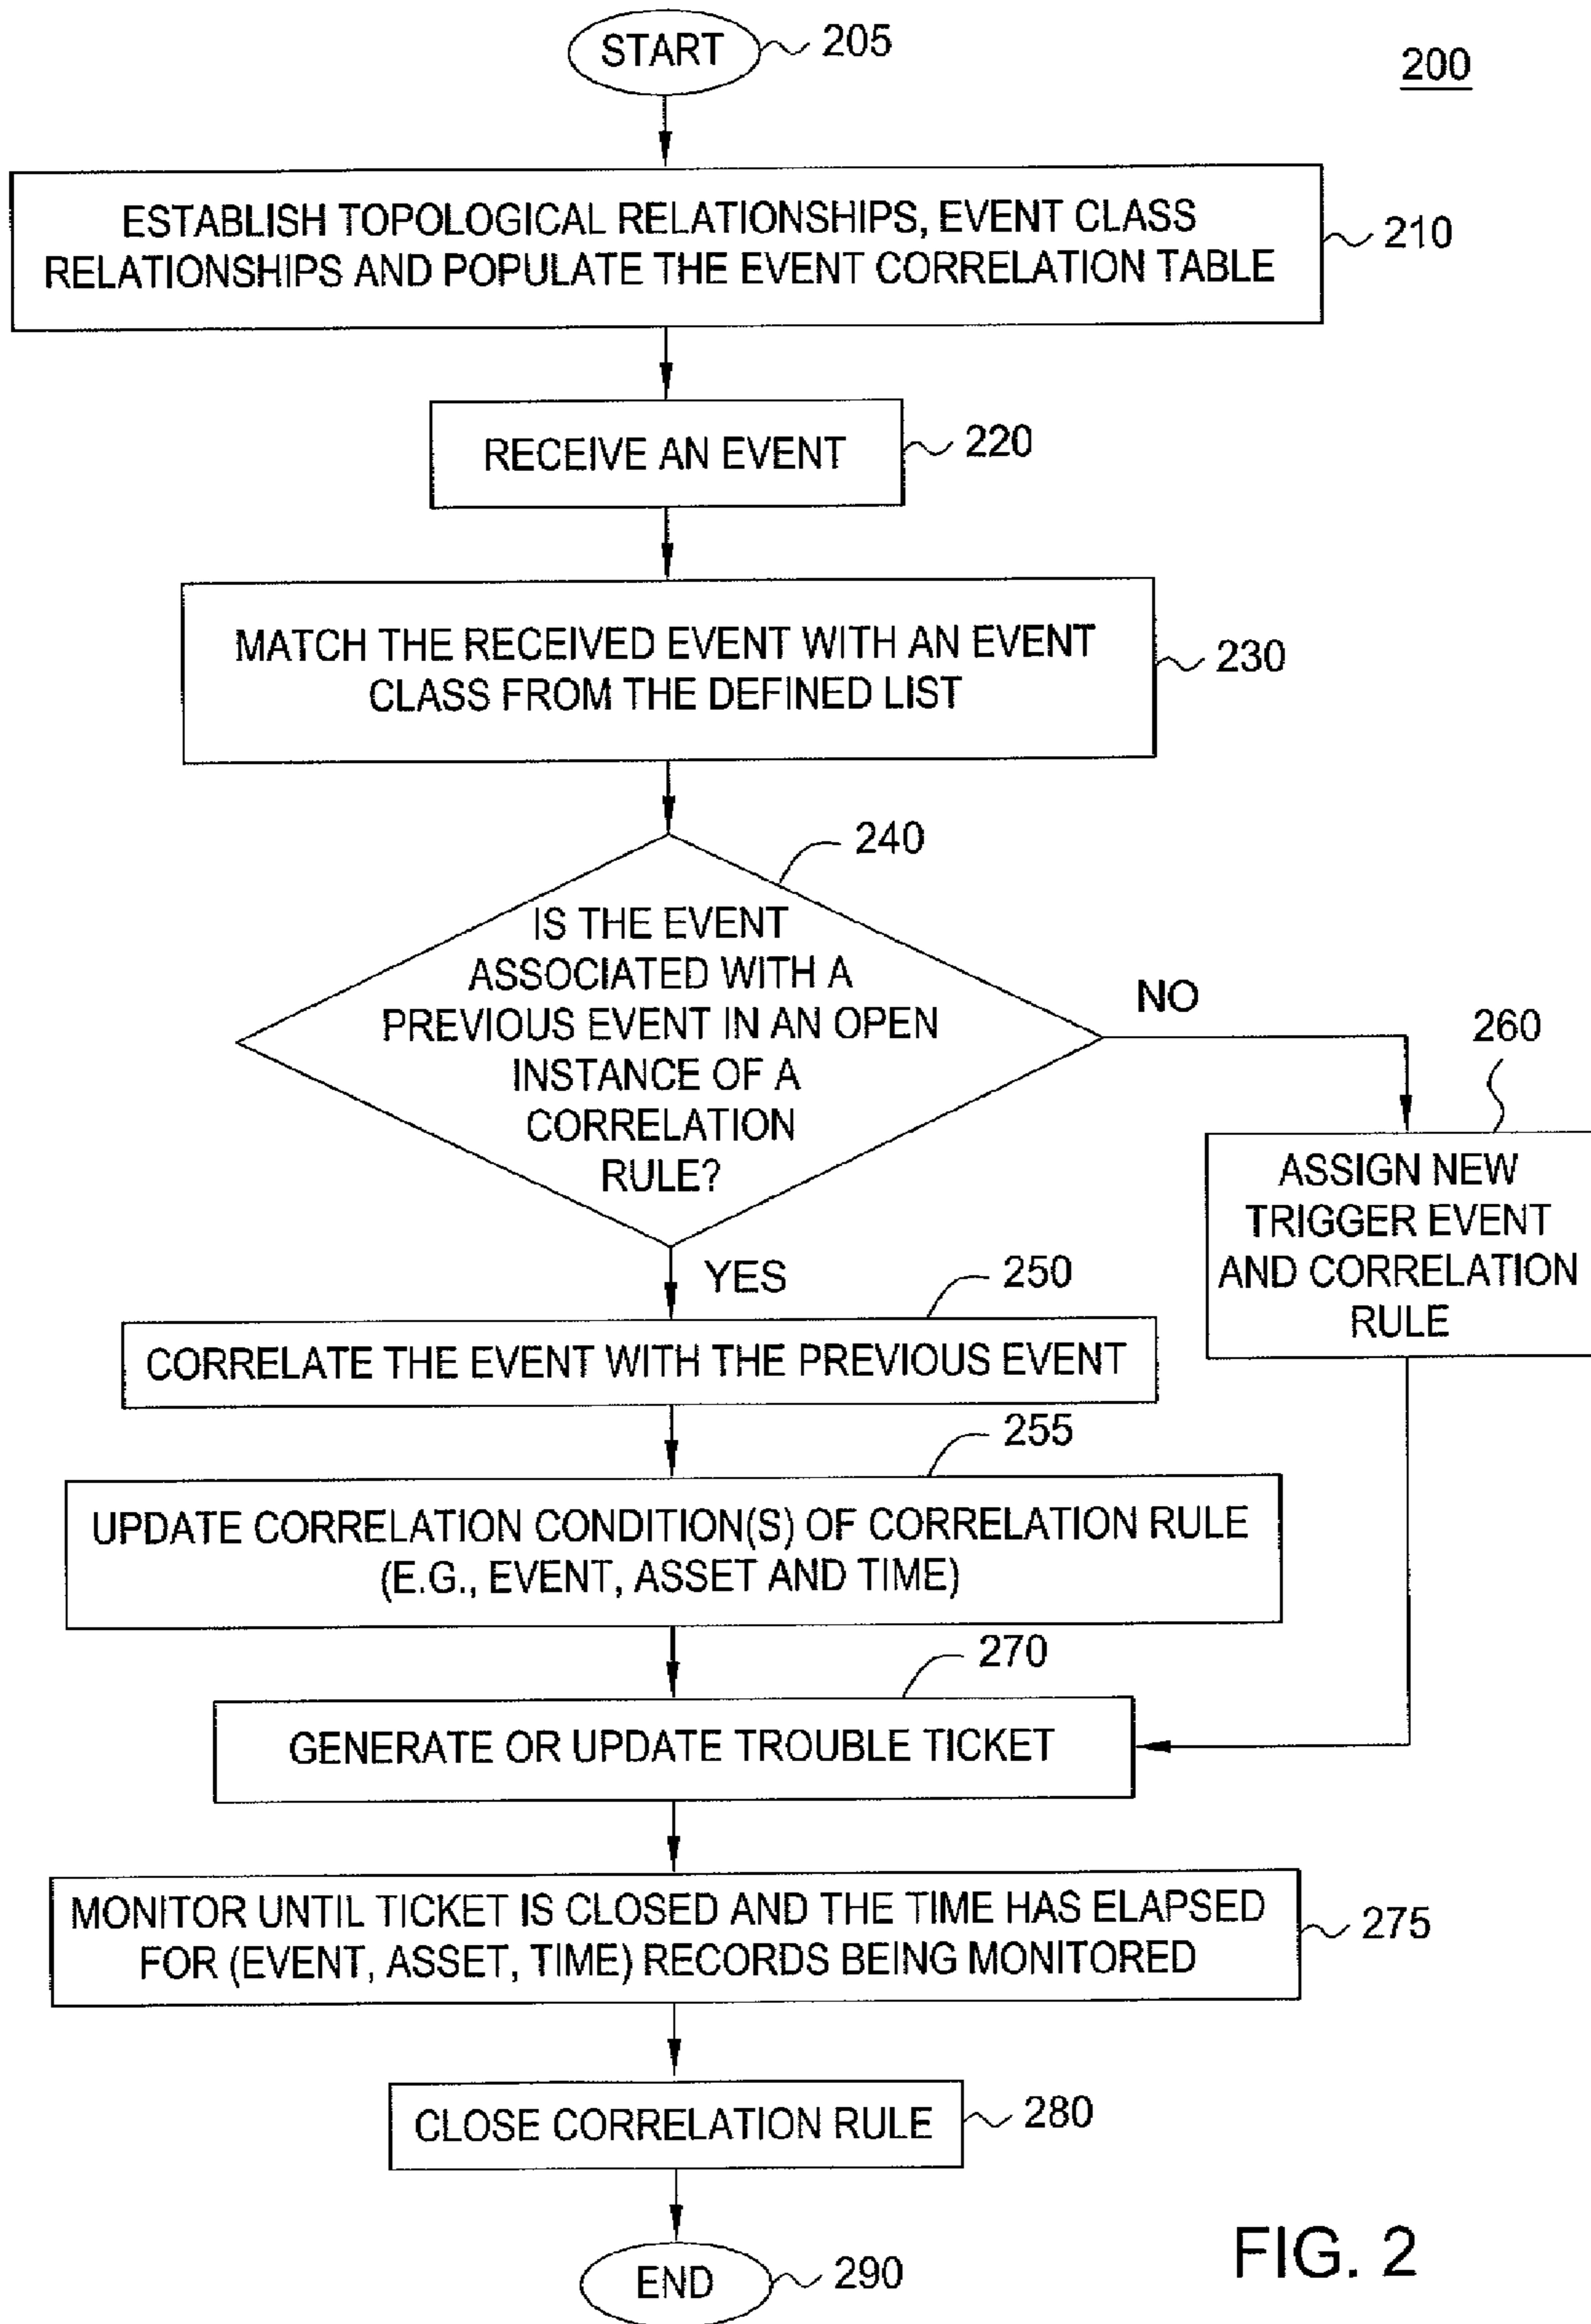 START
205
200
ESTABLISH TOPOLOGICAL RELATIONSHIPS, EVENT CLASS
RELATIONSHIPS AND POPULATE THE EVENT CORRELATION TABLE
210
RECEIVE AN EVENT
220
MATCH THE RECEIVED EVENT WITH AN EVENT
CLASS FROM THE DEFINED LIST
230
240
IS THE EVENT
ASSOCIATED WITH A
PREVIOUS EVENT IN AN OPEN
INSTANCE OF A
CORRELATION
RULE?
NO
260
ASSIGN NEW
TRIGGER EVENT
AND CORRELATION
RULE
YES
250
CORRELATE THE EVENT WITH THE PREVIOUS EVENT
255
UPDATE CORRELATION CONDITION(S) OF CORRELATION RULE
(E.G., EVENT, ASSET AND TIME)
270
GENERATE OR UPDATE TROUBLE TICKET
MONITOR UNTIL TICKET IS CLOSED AND THE TIME HAS ELAPSED
FOR (EVENT, ASSET, TIME) RECORDS BEING MONITORED
275
CLOSE CORRELATION RULE
280
END
290
FIG. 2